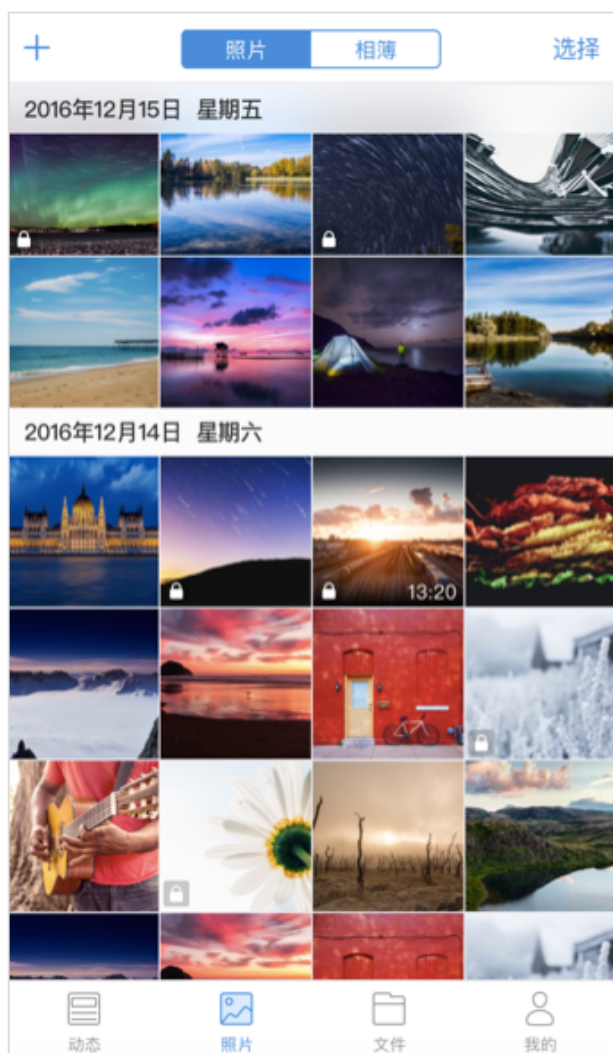 照片 相簿 选择
2016年12月15日 星期五
2016年12月14日 星期六
13:20
动态 照片 文件 我的